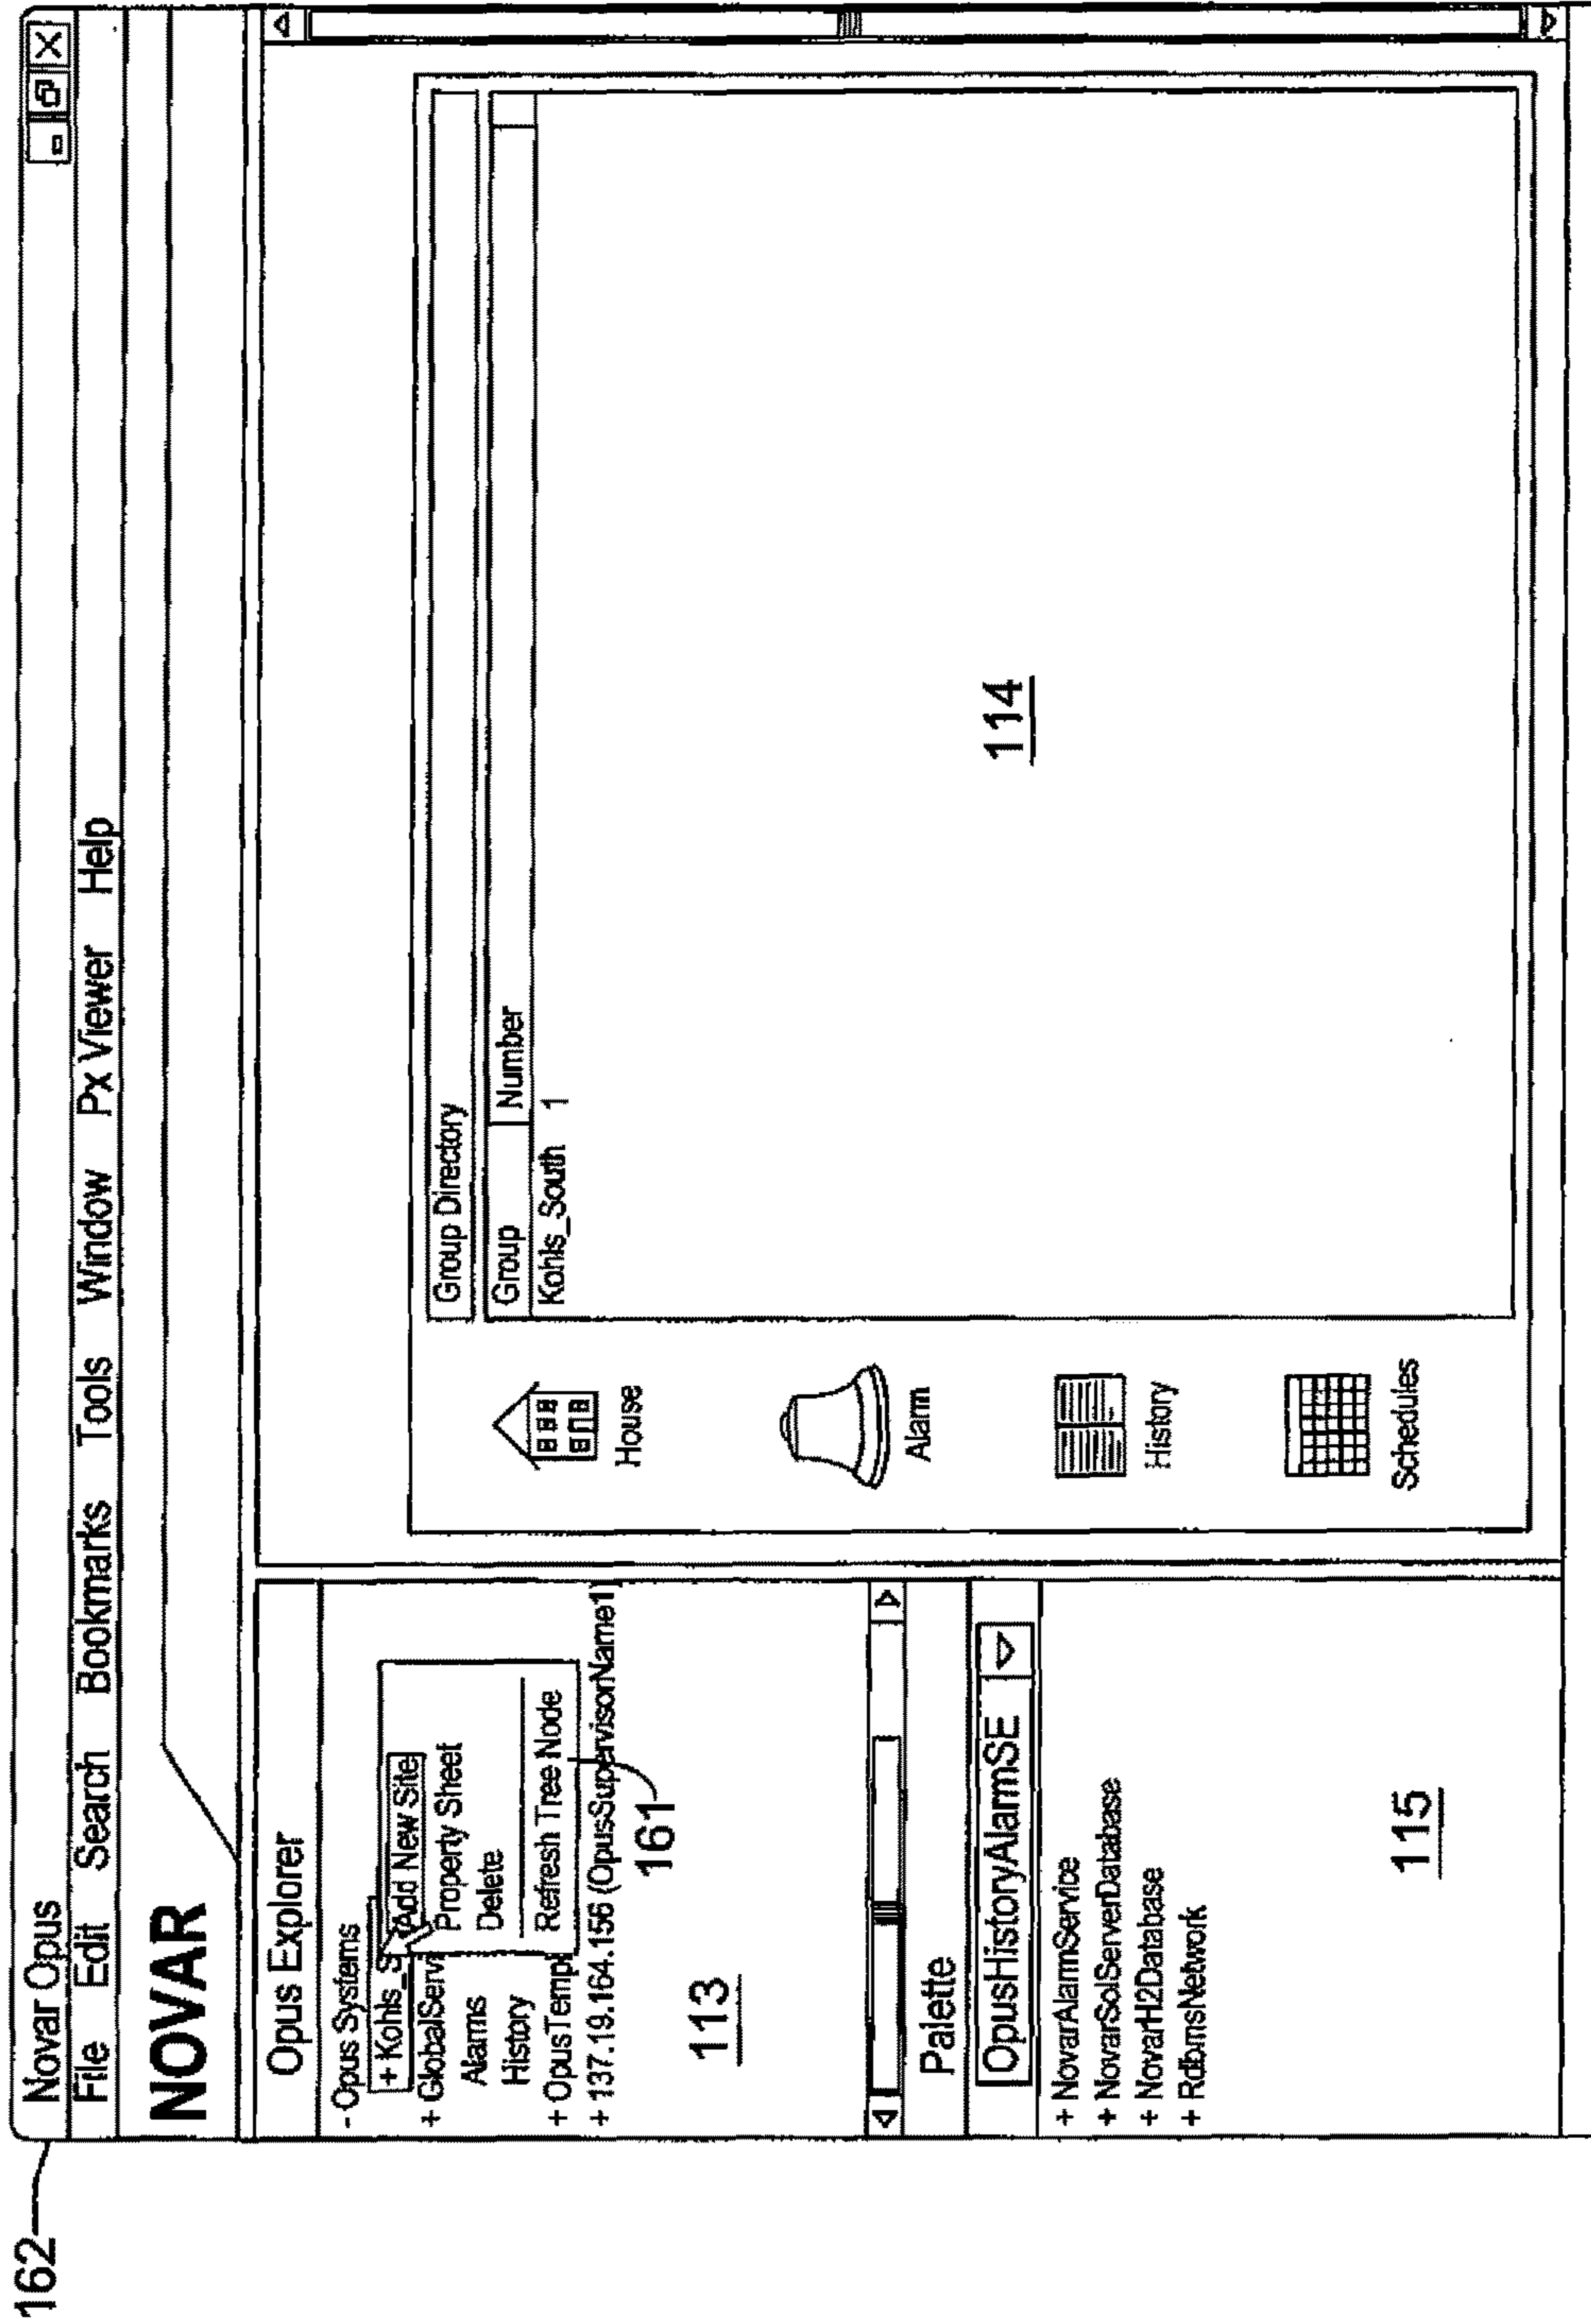 162
Novar Opus
File Edit Search Bookmarks Tools Window Px Viewer Help
NOVAR
Opus Explorer
- Opus Systems
+ Kohls_S
+ GlobalServi
Alarms
History
+ OpusTempl
+ 137.19.164.156 (OpusSupervisorName1)
Add New Site
Property Sheet
Delete
Refresh Tree Node
161
113
Palette
OpusHistoryAlarmSE
+ NovarAlarmService
+ NovarSolServerDatabase
+ NovarH2Database
+ RdbmsNetwork
115
House
Alarm
History
Schedules
Group Directory
Group Number
Kohls_South 1
114